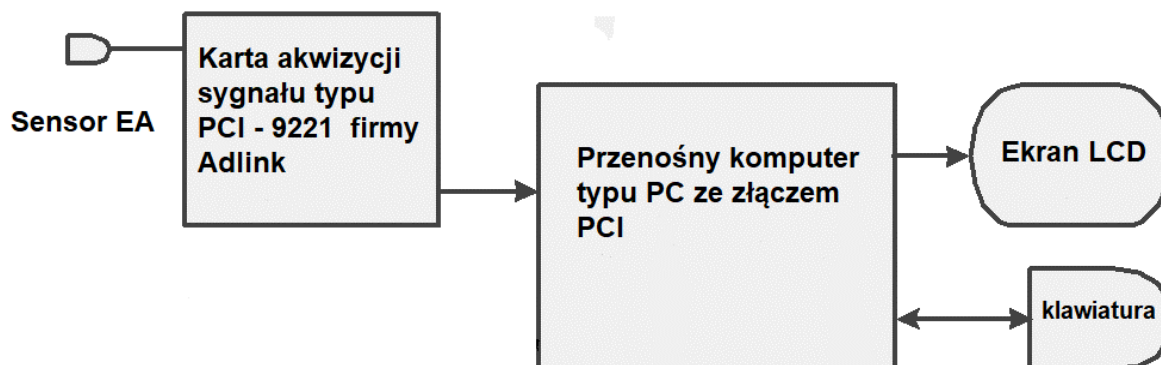 Sensor EA
Karta akwizycji
sygnału typu
PCI - 9221 firmy
Adlink
Przenośny komputer
typu PC ze złączem
PCI
Ekran LCD
klawiatura